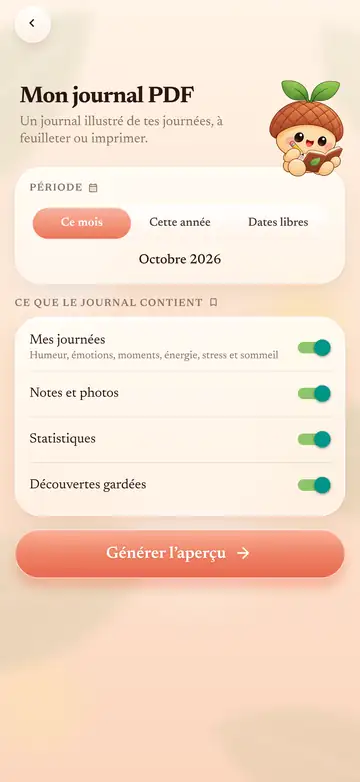 Mon journal PDF
Un journal illustré de tes journées, à
feuilleter ou imprimer.
PÉRIODE
Ce mois
Cette année
Dates libres
Octobre 2026
CE QUE LE JOURNAL CONTIENT
Mes journées
Humeur, émotions, moments, énergie, stress et sommeil
Notes et photos
Statistiques
Découvertes gardées
Générer l’aperçu →